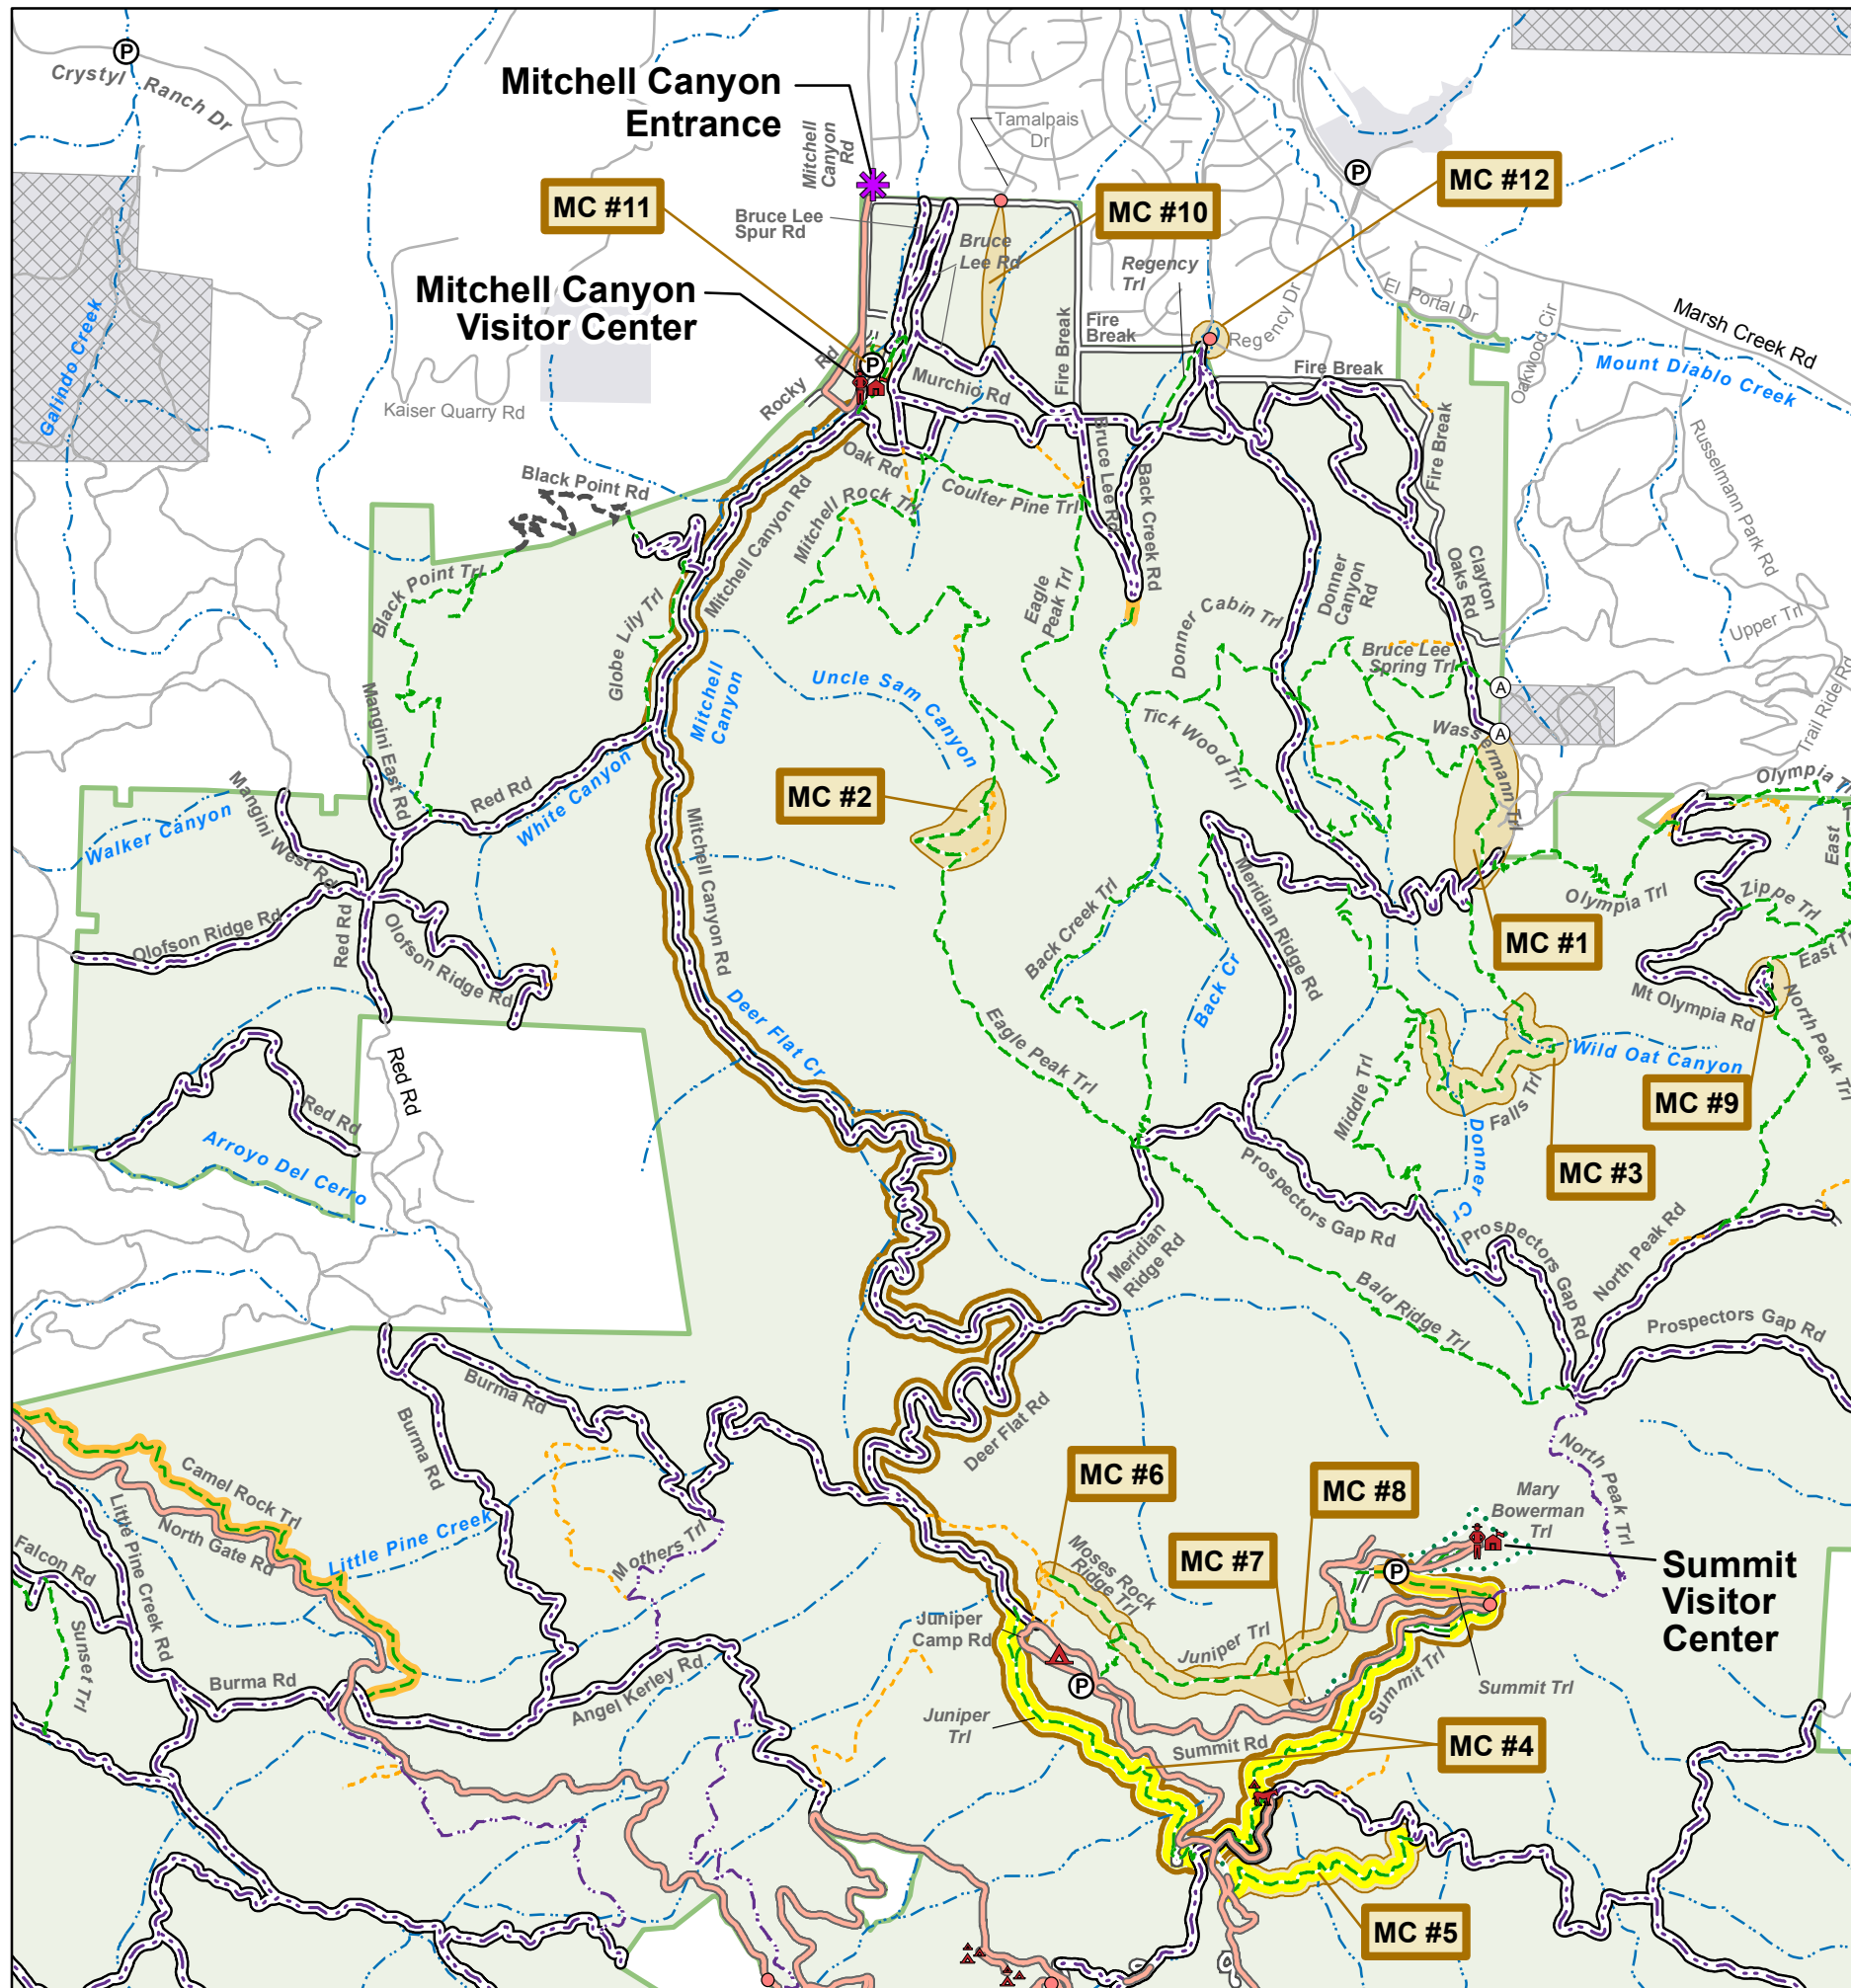 P
Crystyl Ranch Dr
Mitchell Canyon
Entrance
Mitchell
Canyon
Rd
Tamalpais
Dr
P
MC #12
MC #11
MC #10
Bruce Lee
Spur Rd
Bruce
Lee Rd
Regency
Trl
El Portal Dr
Marsh Creek Rd
Mitchell Canyon
Visitor Center
Galindo Creek
Fire
Break
Fire Break
Regency Dr
Oakwood Cir
Mount Diablo Creek
Rocky Rd
P
Murchio Rd
Fire Break
Kaiser Quarry Rd
Fire Break
Russelmann Park Rd
Oak Rd
Bruce Lee Rd
Back Creek Rd
Black Point Rd
Mitchell Rock Trl
Coulter Pine Trl
Mitchell Canyon Rd
Black Point Trl
Globe Lily Trl
Eagle
Peak Trl
Donner Cabin Trl
Donner
Canyon
Rd
Clayton
Oaks Rd
Upper Trl
Bruce Lee
Spring Trl
A
Trail Ride Rd
Mitchell
Canyon
Uncle Sam Canyon
Mangini East Rd
Tick Wood Trl
Wassermann Trl
A
Olympia Trl
Red Rd
White Canyon
MC #2
Walker Canyon
Mangini West Rd
Mitchell Canyon Rd
Meridian Ridge Rd
East
Olympia Trl
Zippe Trl
Olofson Ridge Rd
Red Rd
Olofson Ridge Rd
Back Creek Trl
MC #1
East Trl
Back Cr
Mt Olympia Rd
North Peak Trl
Deer Flat Cr
Eagle Peak Trl
Middle Trl
Wild Oat Canyon
Red Rd
Red Rd
Falls Trl
MC #9
Arroyo Del Cerro
Donner Cr
MC #3
Prospectors Gap Rd
Meridian
Ridge Rd
Prospectors Gap Rd
North Peak Rd
Bald Ridge Trl
Prospectors Gap Rd
Burma Rd
Burma Rd
Deer Flat Rd
Camel Rock Trl
North Gate Rd
Little Pine Creek Rd
Little Pine Creek
Mothers Trl
MC #6
MC #8
Mary
Bowerman
Trl
North Peak Trl
Falcon Rd
Moses Rock
Ridge Trl
MC #7
P
Summit
Visitor
Center
Sunset Trl
Juniper
Camp Rd
Juniper Trl
Burma Rd
Angel Kerley Rd
P
Summit Trl
Summit Trl
Juniper
Trl
Summit Rd
MC #4
MC #5